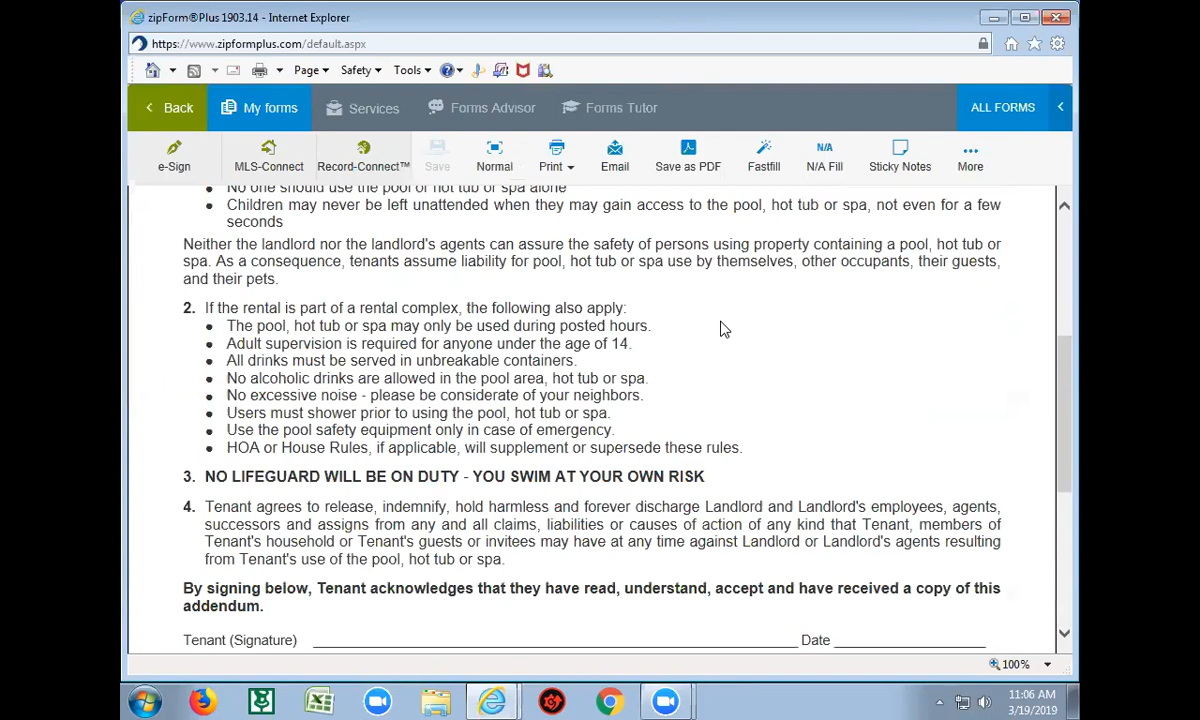 zipForm®Plus 1903.14 - Internet Explorer
https://www.zipformplus.com/default.aspx
Page Safety Tools
Back My forms Services Forms Advisor Forms Tutor ALL FORMS
e-Sign MLS-Connect Record-Connect™ Save Normal Print Email Save as PDF Fastfill N/A N/A Fill Sticky Notes More
No one should use the pool or hot tub or spa alone
Children may never be left unattended when they may gain access to the pool, hot tub or spa, not even for a few
seconds
Neither the landlord nor the landlord's agents can assure the safety of persons using property containing a pool, hot tub or
spa. As a consequence, tenants assume liability for pool, hot tub or spa use by themselves, other occupants, their guests,
and their pets.
2. If the rental is part of a rental complex, the following also apply:
The pool, hot tub or spa may only be used during posted hours.
Adult supervision is required for anyone under the age of 14.
All drinks must be served in unbreakable containers.
No alcoholic drinks are allowed in the pool area, hot tub or spa.
No excessive noise - please be considerate of your neighbors.
Users must shower prior to using the pool, hot tub or spa.
Use the pool safety equipment only in case of emergency.
HOA or House Rules, if applicable, will supplement or supersede these rules.
3. NO LIFEGUARD WILL BE ON DUTY - YOU SWIM AT YOUR OWN RISK
4. Tenant agrees to release, indemnify, hold harmless and forever discharge Landlord and Landlord's employees, agents,
successors and assigns from any and all claims, liabilities or causes of action of any kind that Tenant, members of
Tenant's household or Tenant's guests or invitees may have at any time against Landlord or Landlord's agents resulting
from Tenant's use of the pool, hot tub or spa.
By signing below, Tenant acknowledges that they have read, understand, accept and have received a copy of this
addendum.
Tenant (Signature) Date
100%
11:06 AM
3/19/2019